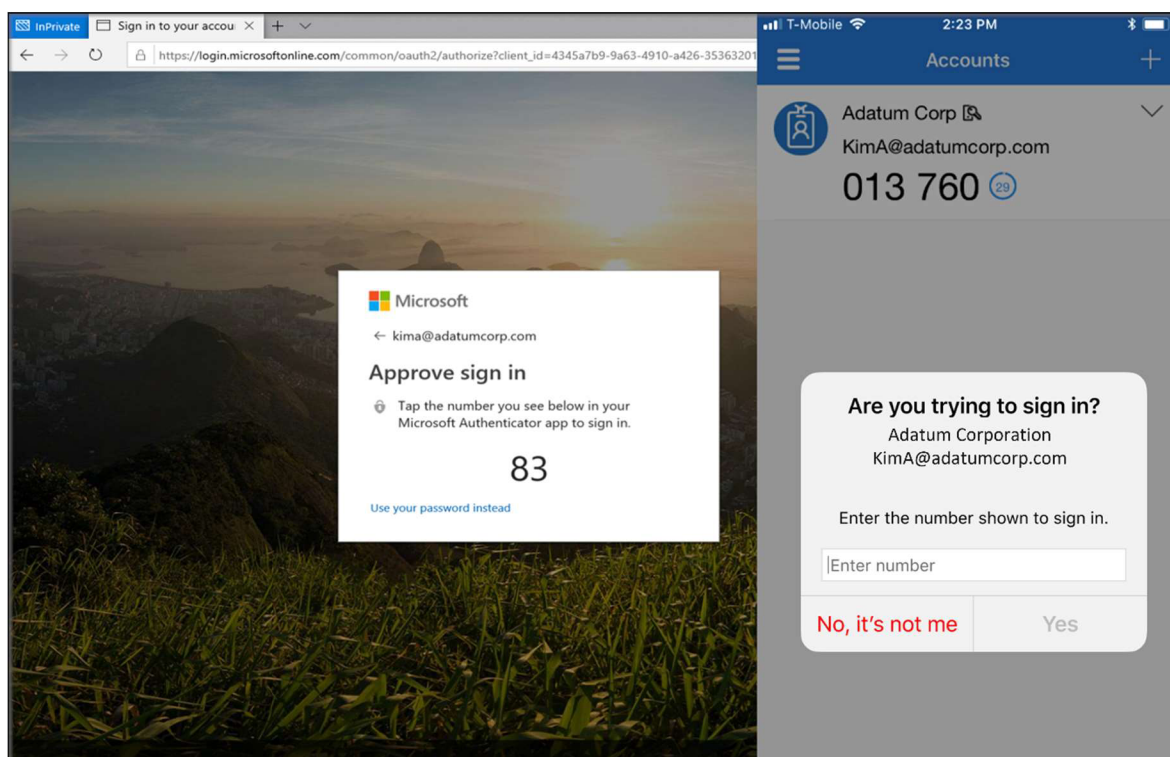 InPrivate
Sign in to your accou
https://login.microsoftonline.com/common/oauth2/authorize?client_id=4345a7b9-9a63-4910-a426-35363201
Microsoft
kima@adatumcorp.com
Approve sign in
Tap the number you see below in your
Microsoft Authenticator app to sign in.
83
Use your password instead
T-Mobile 2:23 PM
Accounts
Adatum Corp
KimA@adatumcorp.com
013 760 29
Are you trying to sign in?
Adatum Corporation
KimA@adatumcorp.com
Enter the number shown to sign in.
Enter number
No, it's not me Yes